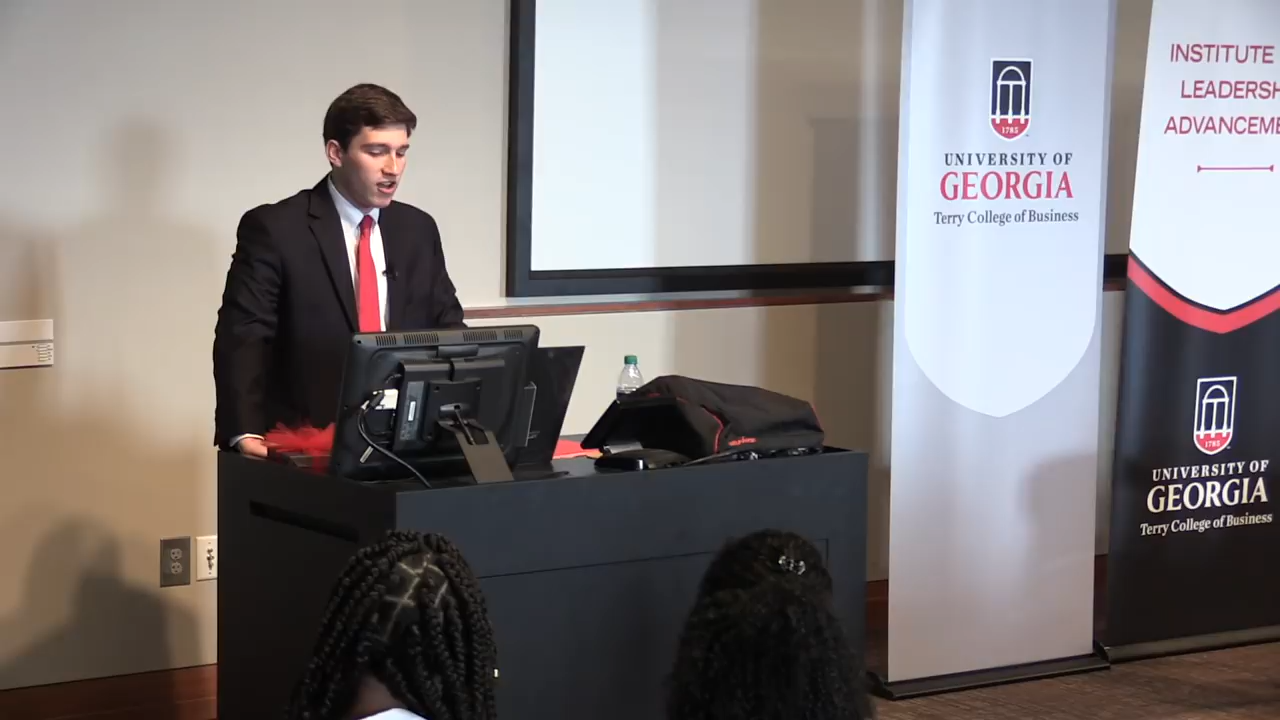 1785
UNIVERSITY OF
GEORGIA
Terry College of Business
INSTITUTE
LEADERSH
ADVANCEME
1785
UNIVERSITY OF
GEORGIA
Terry College of Business